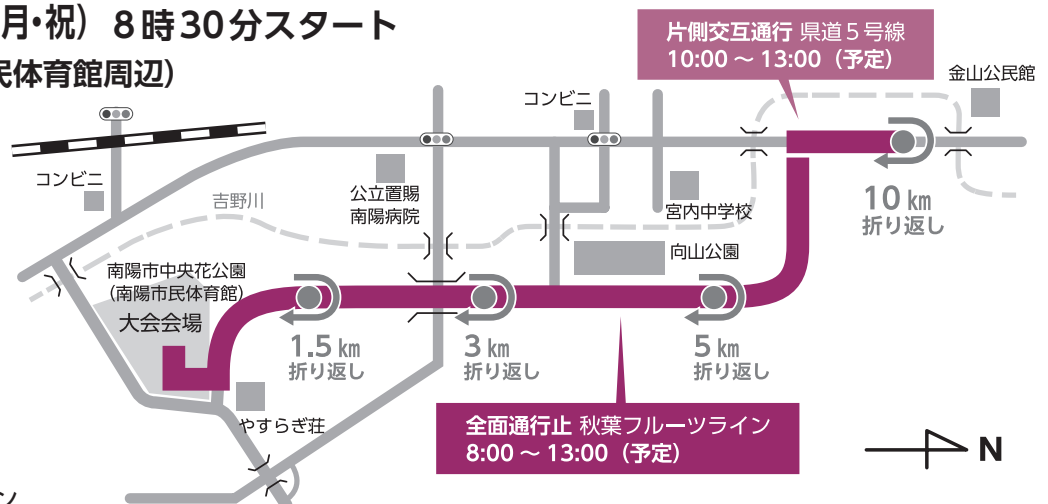 月・祝）8時30分スタート
民体育館周辺）
片側交互通行 県道5号線
10:00～13:00（予定）
金山公民館
コンビニ
コンビニ
公立置賜
南陽病院
吉野川
宮内中学校
10km
折り返し
向山公園
南陽市中央花公園
（南陽市民体育館）
大会会場
1.5km
折り返し
3km
折り返し
5km
折り返し
やすらぎ荘
全面通行止 秋葉フルーツライン
8:00～13:00（予定）
N